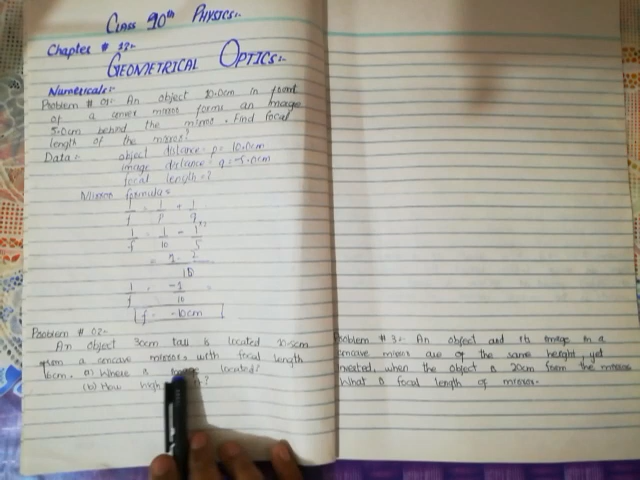 Class 10th Physics:-
Chapter # 12:-
Geometrical Optics:-
Numericals:-
Problem # 01:- An object 10.0cm in front
of a convex mirror forms an image
5.0cm behind the mirror. Find focal
length of the mirror?
Data:- object distance = p = 10.0cm
image distance = q = -5.0cm
focal length = ?
Mirror formula:
1/f = 1/p + 1/q
1/f = 1/10 - 1/5
= 1 - 2
10
1/f = -1/10
f = -10cm
Problem # 02:-
An object 30cm tall is located 10.5cm
from a concave mirror with focal length
16cm. a) Where is image located?
(b) How high
Problem # 3:- An object and its image in a
concave mirror are of the same height, yet
inverted, when the object is 20cm from the mirror.
What is focal length of mirror.